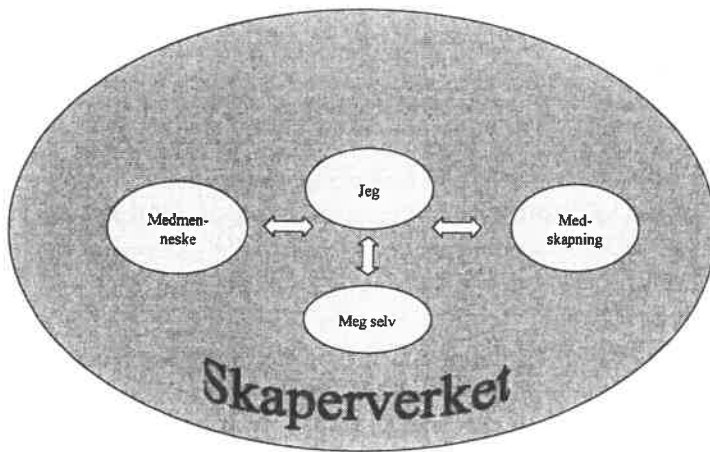 Jeg
Medmen-
neske
Med-
skapning
Meg selv
Skaperverket